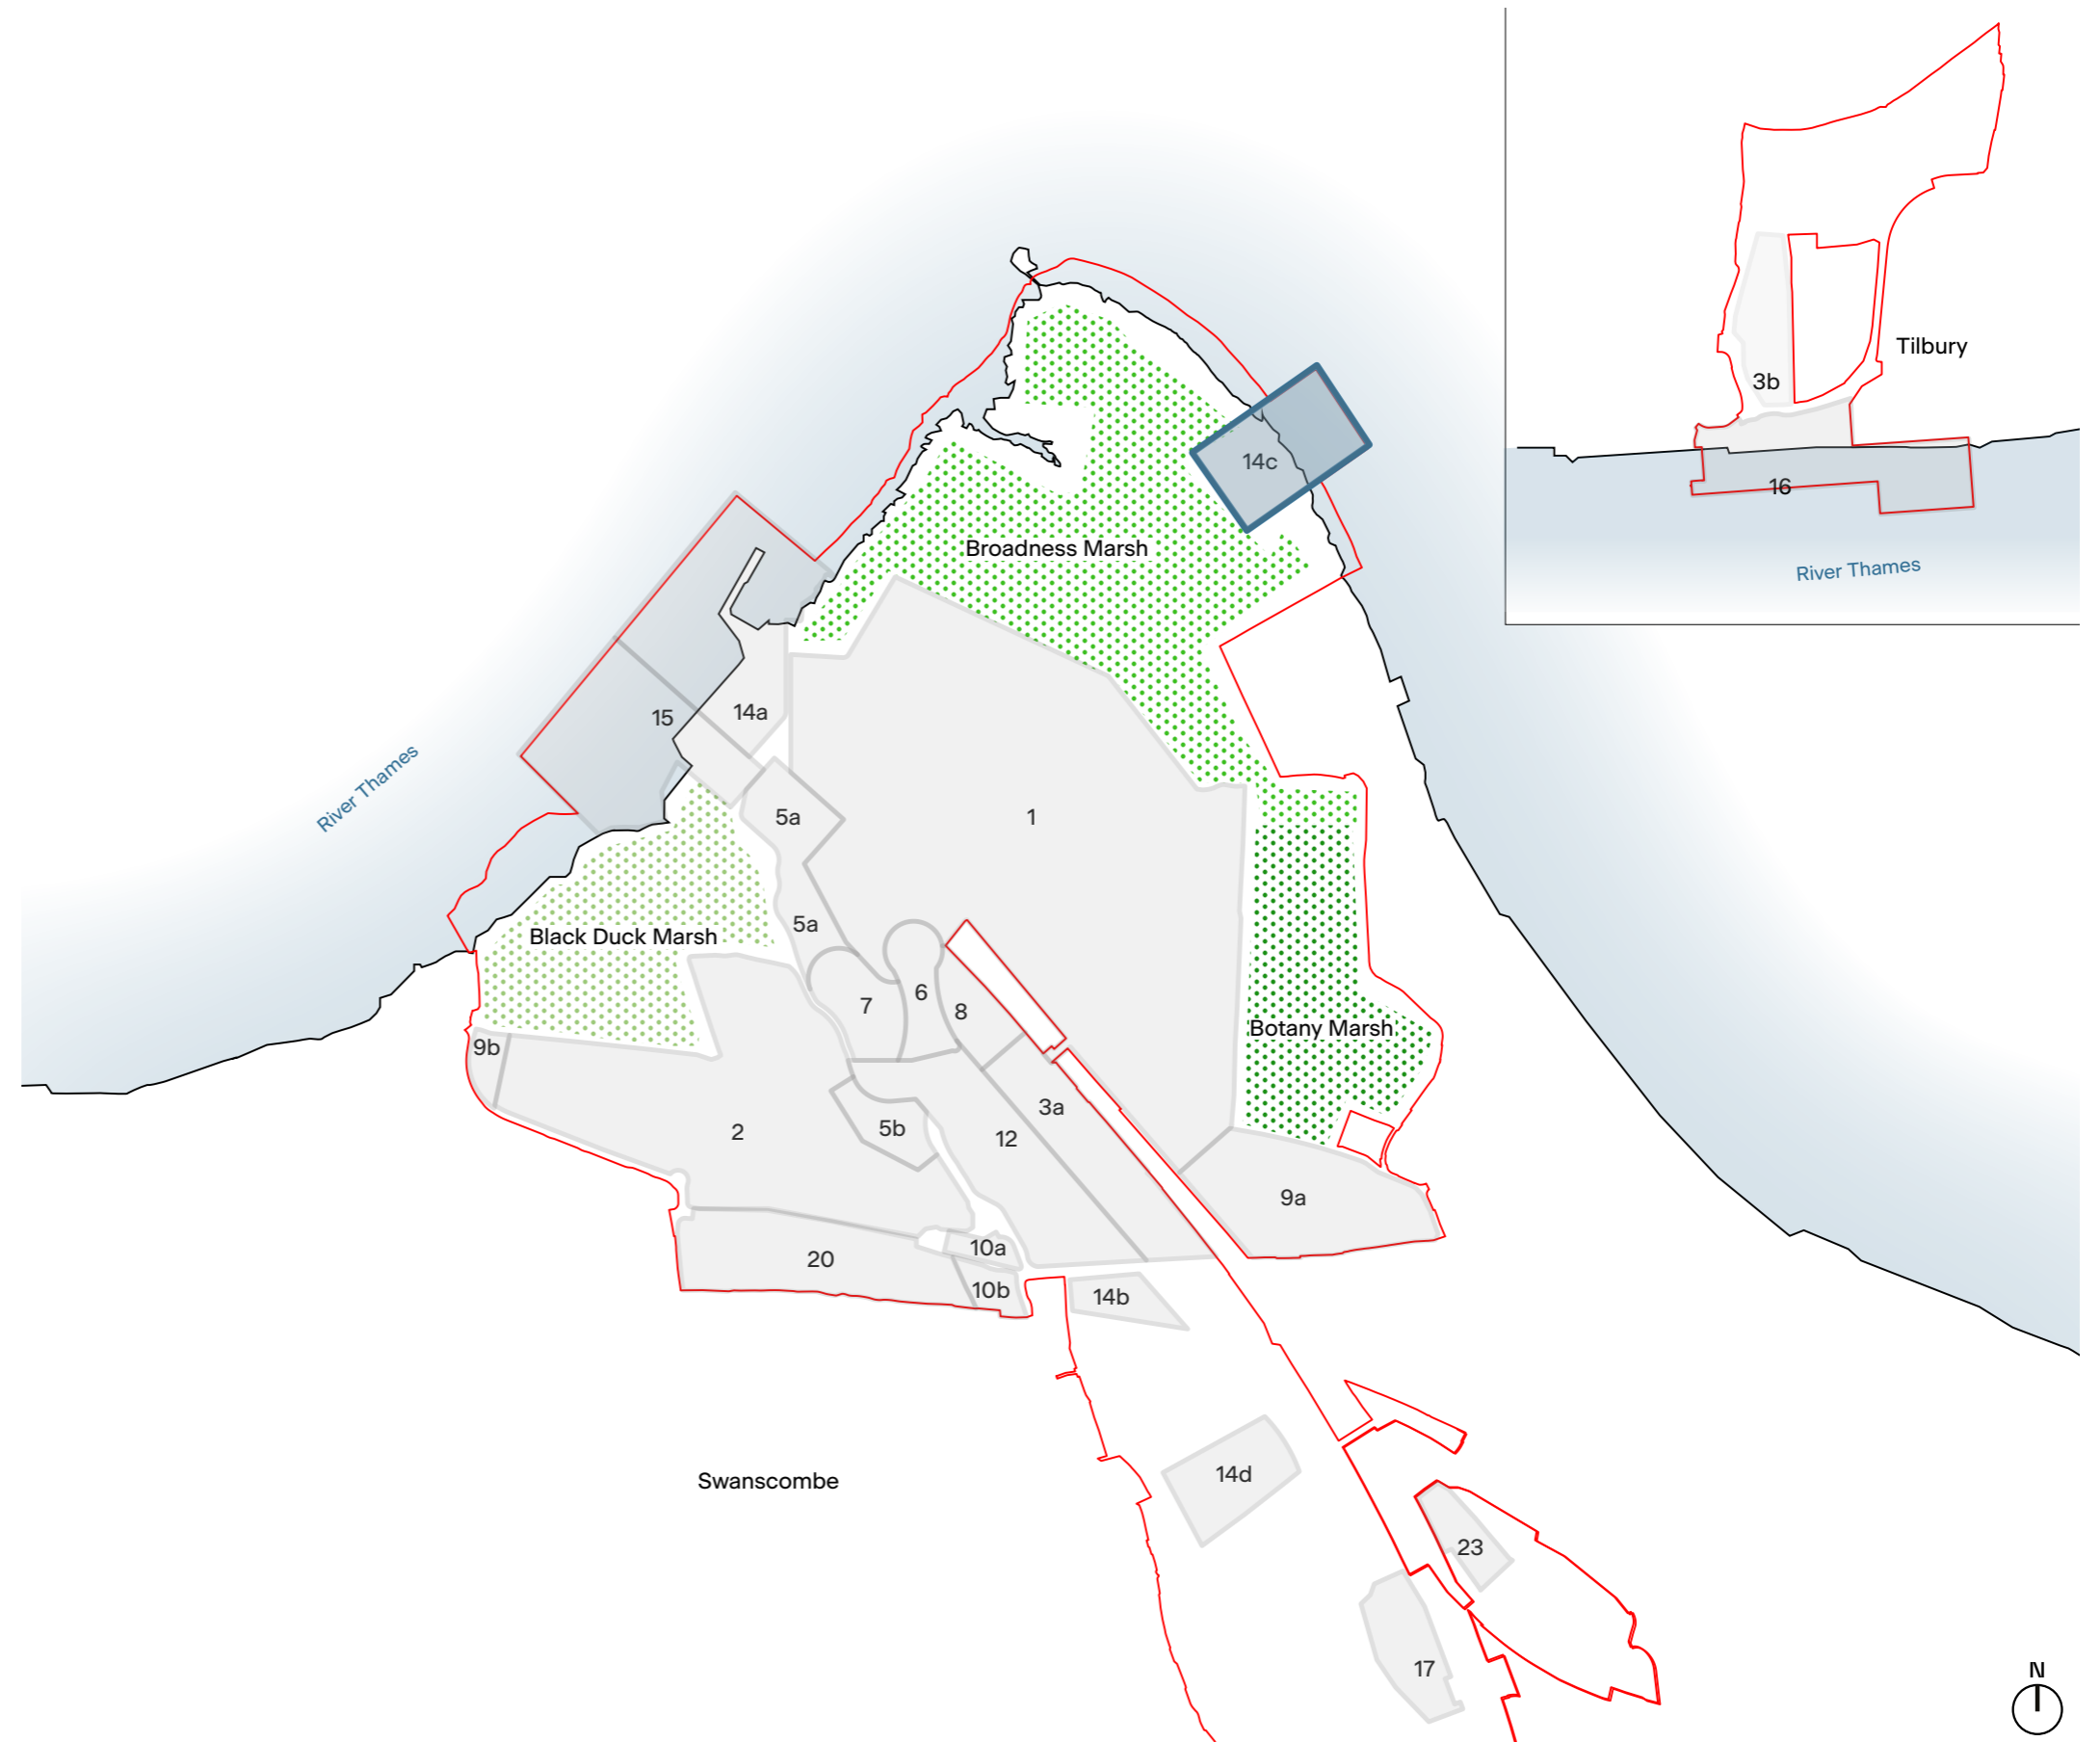 Tilbury
3b
14c
16
Broadness Marsh
River Thames
15
14a
River Thames
5a
1
5a
Black Duck Marsh
6
7
8
Botany Marsh
9b
3a
5b
2
12
9a
10a
20
10b
14b
14d
Swanscombe
23
17
N